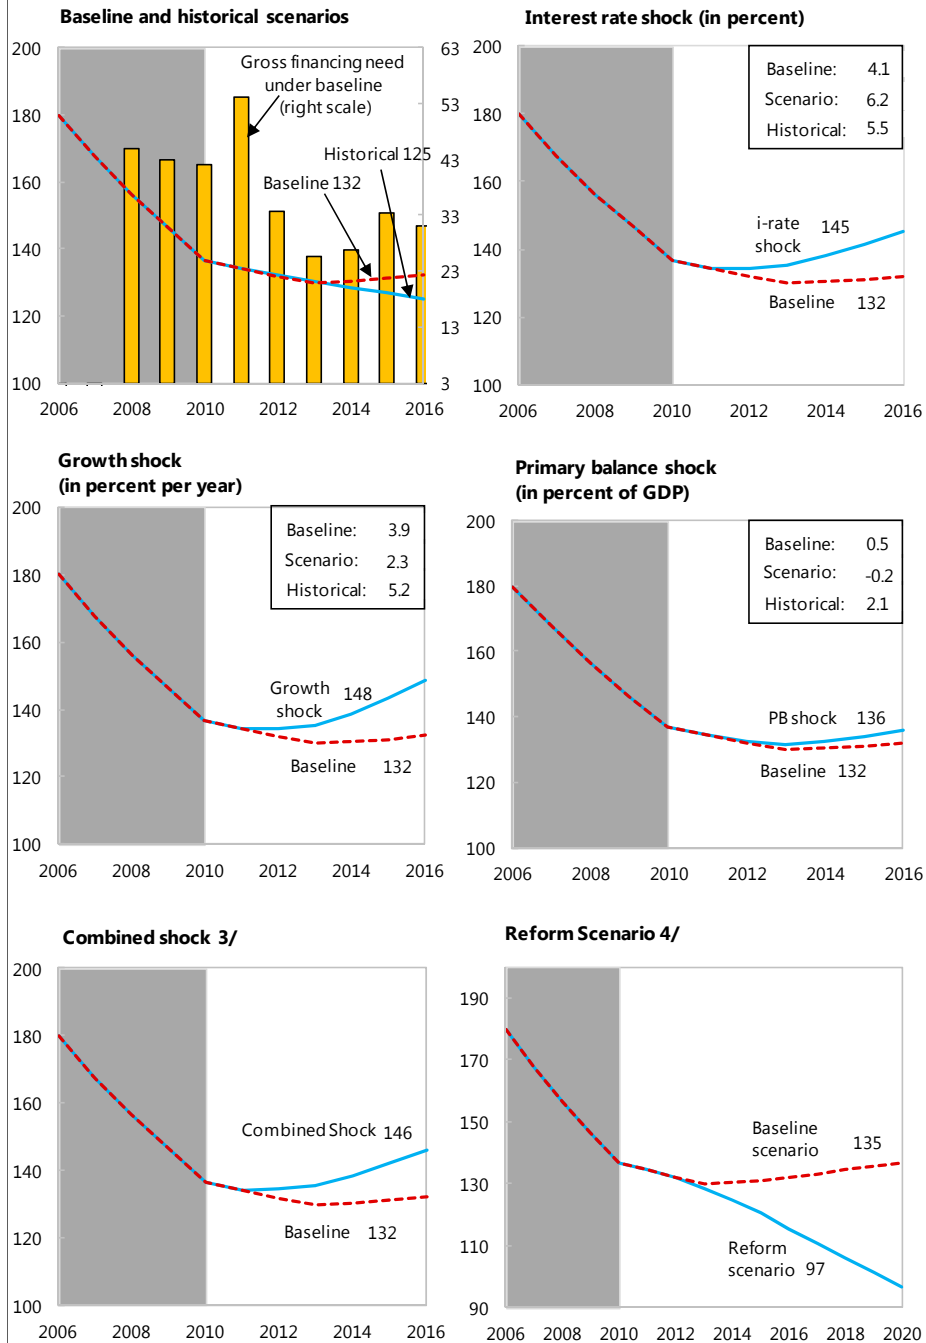 Baseline and historical scenarios
200
180
160
140
120
100
63
53
43
33
23
13
3
Gross financing need
under baseline
(right scale)
Historical 125
Baseline 132
2006 2008 2010 2012 2014 2016
Interest rate shock (in percent)
200
180
160
140
120
100
Baseline: 4.1
Scenario: 6.2
Historical: 5.5
i-rate
shock 145
Baseline 132
2006 2008 2010 2012 2014 2016
Growth shock
(in percent per year)
200
180
160
140
120
100
Baseline: 3.9
Scenario: 2.3
Historical: 5.2
Growth
shock 148
Baseline 132
2006 2008 2010 2012 2014 2016
Primary balance shock
(in percent of GDP)
200
180
160
140
120
100
Baseline: 0.5
Scenario: -0.2
Historical: 2.1
PB shock 136
Baseline 132
2006 2008 2010 2012 2014 2016
Combined shock 3/
200
180
160
140
120
100
Combined Shock 146
Baseline 132
2006 2008 2010 2012 2014 2016
Reform Scenario 4/
190
170
150
130
110
90
Baseline
scenario 135
Reform
scenario 97
2006 2008 2010 2012 2014 2016 2018 2020